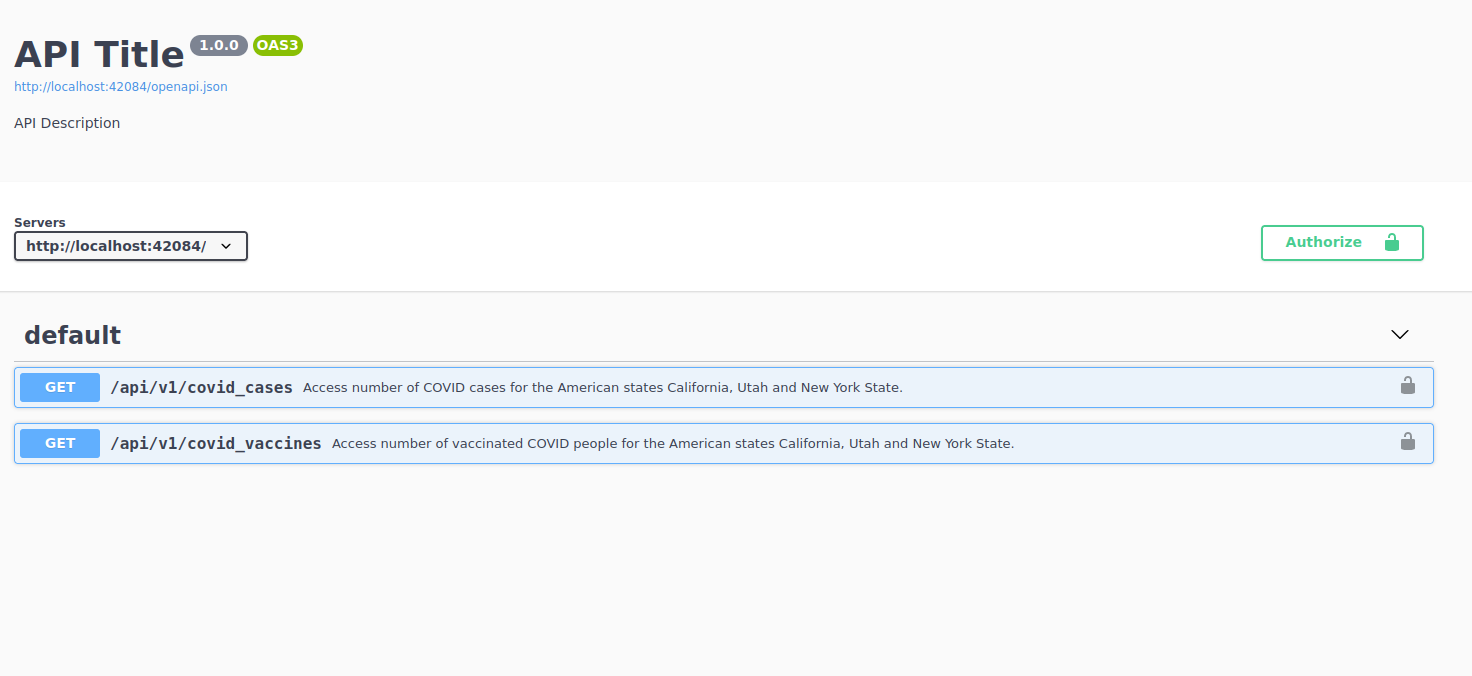 API Title 1.0.0 OAS3
http://localhost:42084/openapi.json
API Description
Servers
http://localhost:42084/
Authorize
default
GET /api/v1/covid_cases Access number of COVID cases for the American states California, Utah and New York State.
GET /api/v1/covid_vaccines Access number of vaccinated COVID people for the American states California, Utah and New York State.